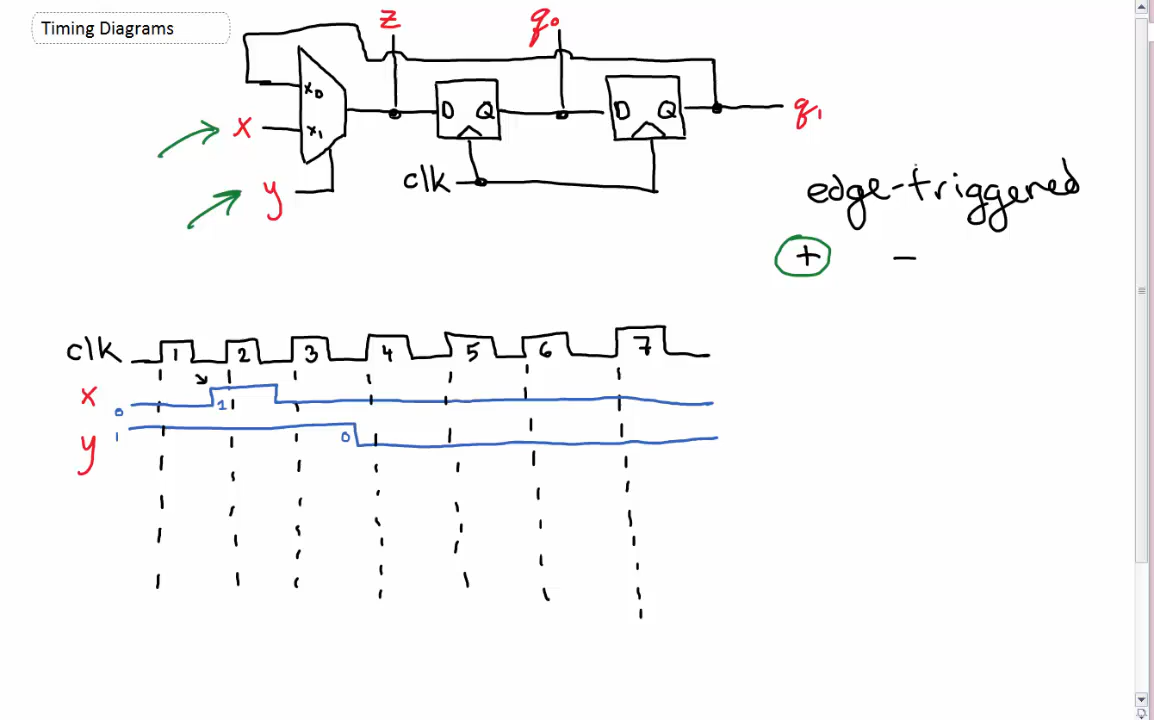 Timing Diagrams
z
q0
x0
D Q
D Q
q1
x
x1
y
clk
edge-triggered
+ -
clk 1 2 3 4 5 6 7
x 0 1
y 1 0